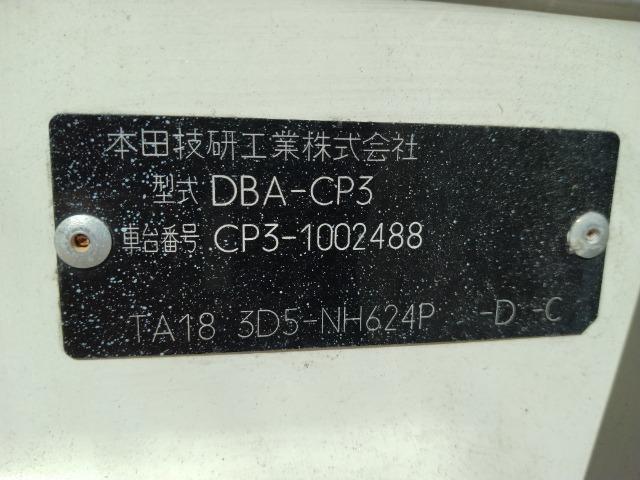 本田技研工業株式会社
型式 DBA-CP3
車台番号 CP3-1002488
TA18 3D5-NH624P -D -C